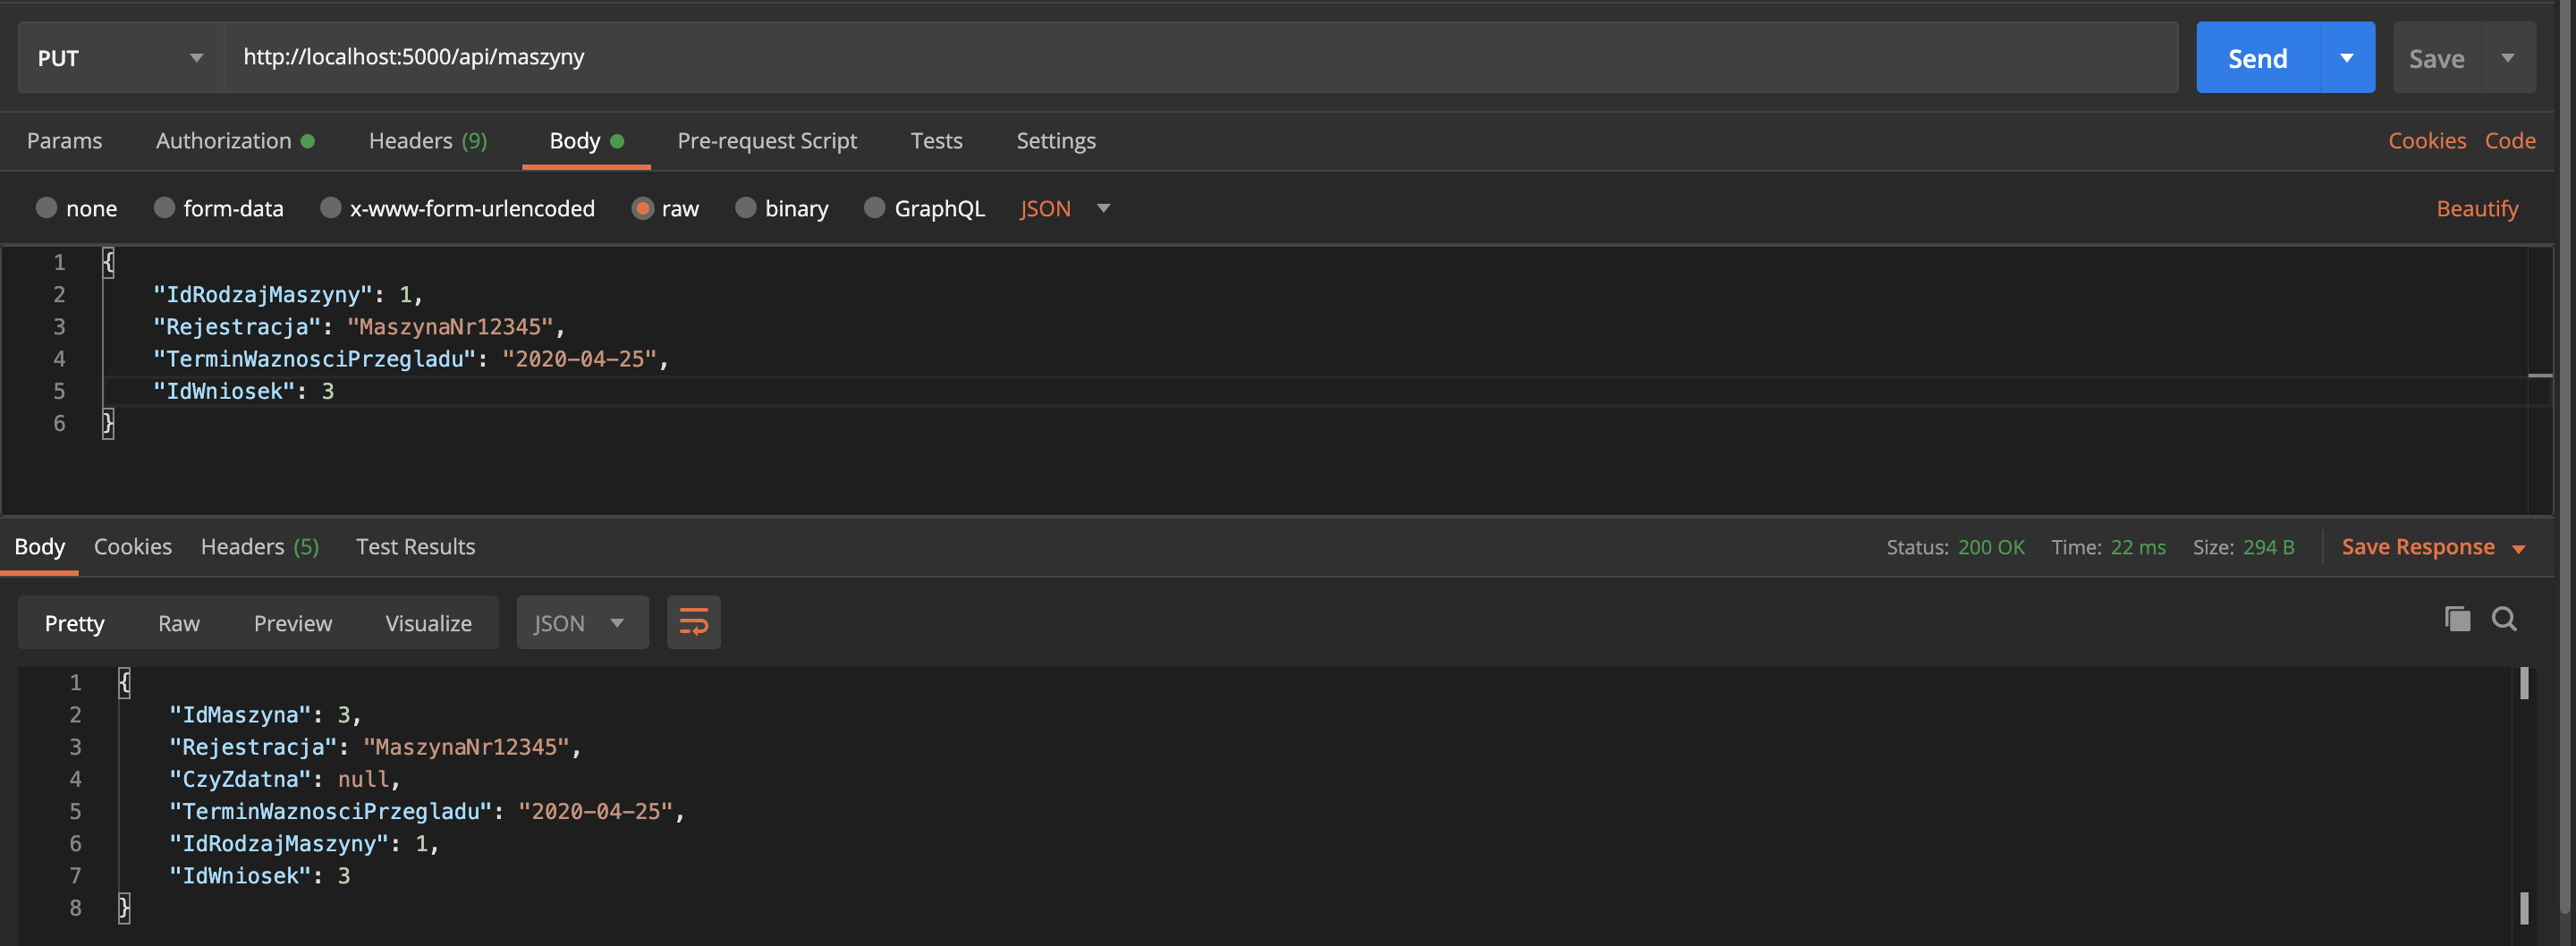 PUT http://localhost:5000/api/maszyny Send Save
Params Authorization Headers (9) Body Pre-request Script Tests Settings Cookies Code
none form-data x-www-form-urlencoded raw binary GraphQL JSON Beautify
1 {
2 "IdRodzajMaszyny": 1,
3 "Rejestracja": "MaszynaNr12345",
4 "TerminWaznosciPrzegladu": "2020-04-25",
5 "IdWniosek": 3
6 }
Body Cookies Headers (5) Test Results Status: 200 OK Time: 22 ms Size: 294 B Save Response
Pretty Raw Preview Visualize JSON
1 {
2 "IdMaszyna": 3,
3 "Rejestracja": "MaszynaNr12345",
4 "CzyZdatna": null,
5 "TerminWaznosciPrzegladu": "2020-04-25",
6 "IdRodzajMaszyny": 1,
7 "IdWniosek": 3
8 }